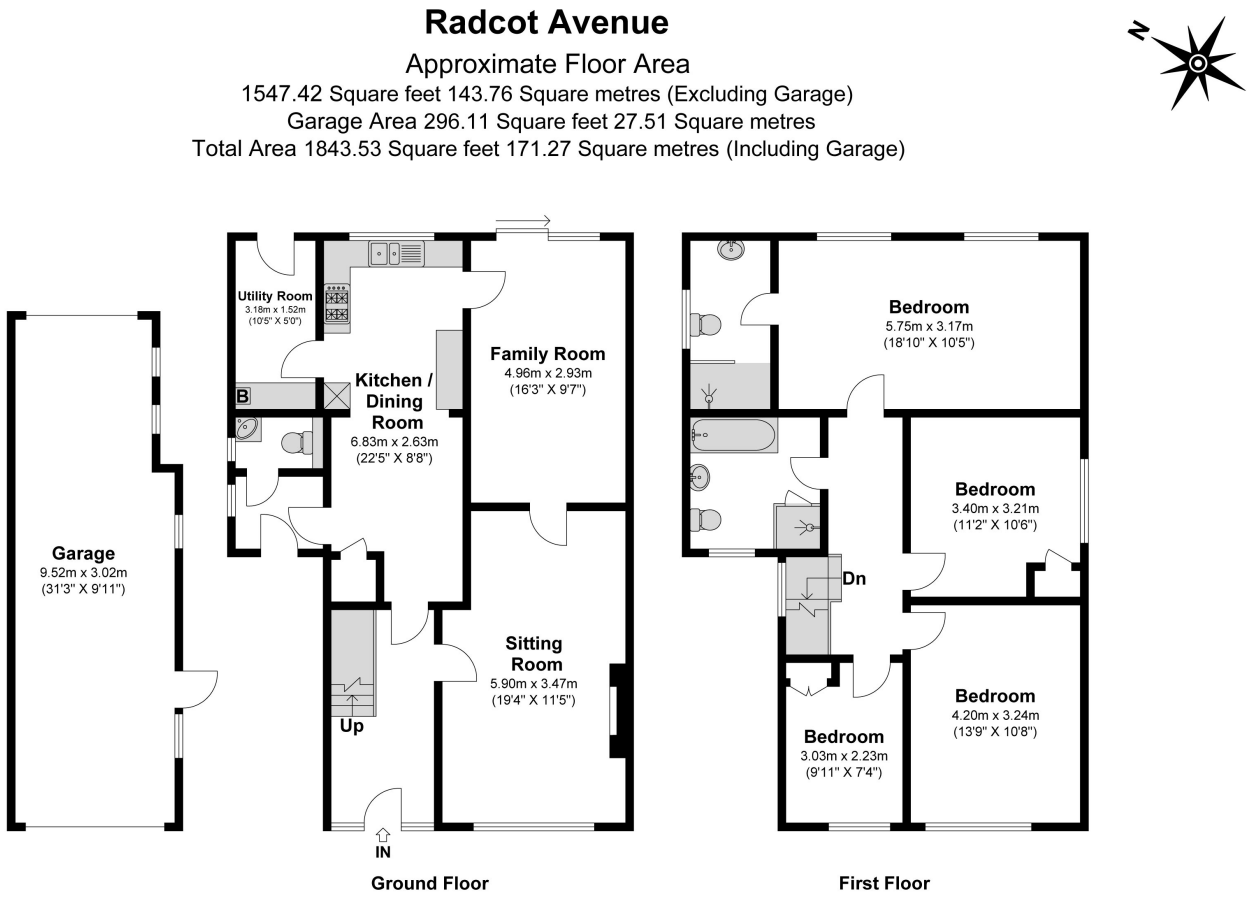 Radcot Avenue
Approximate Floor Area
1547.42 Square feet 143.76 Square metres (Excluding Garage)
Garage Area 296.11 Square feet 27.51 Square metres
Total Area 1843.53 Square feet 171.27 Square metres (Including Garage)
N
Utility Room
3.18m x 1.52m
(10'5" X 5'0")
B
Kitchen /
Dining
Room
6.83m x 2.63m
(22'5" X 8'8")
Family Room
4.96m x 2.93m
(16'3" X 9'7")
Garage
9.52m x 3.02m
(31'3" X 9'11")
Sitting
Room
5.90m x 3.47m
(19'4" X 11'5")
Up
IN
Ground Floor
Bedroom
5.75m x 3.17m
(18'10" X 10'5")
Bedroom
3.40m x 3.21m
(11'2" X 10'6")
Dn
Bedroom
4.20m x 3.24m
(13'9" X 10'8")
Bedroom
3.03m x 2.23m
(9'11" X 7'4")
First Floor